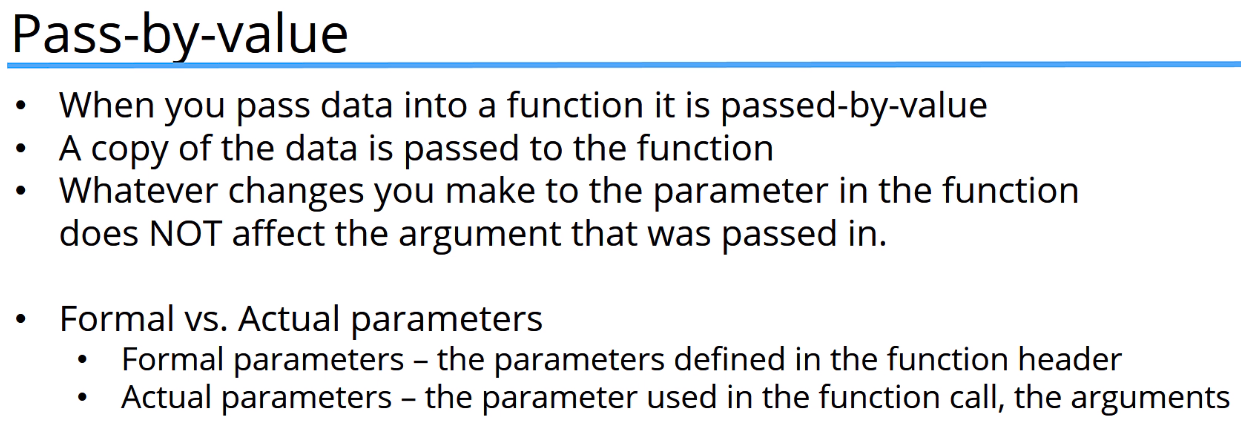 Pass-by-value
• When you pass data into a function it is passed-by-value
• A copy of the data is passed to the function
• Whatever changes you make to the parameter in the function
does NOT affect the argument that was passed in.
• Formal vs. Actual parameters
• Formal parameters – the parameters defined in the function header
• Actual parameters – the parameter used in the function call, the arguments